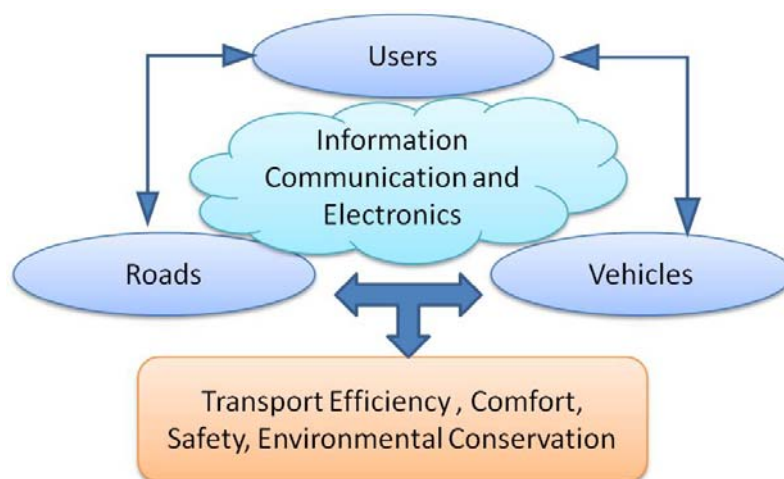 Users
Information
Communication and
Electronics
Roads
Vehicles
Transport Efficiency , Comfort,
Safety, Environmental Conservation